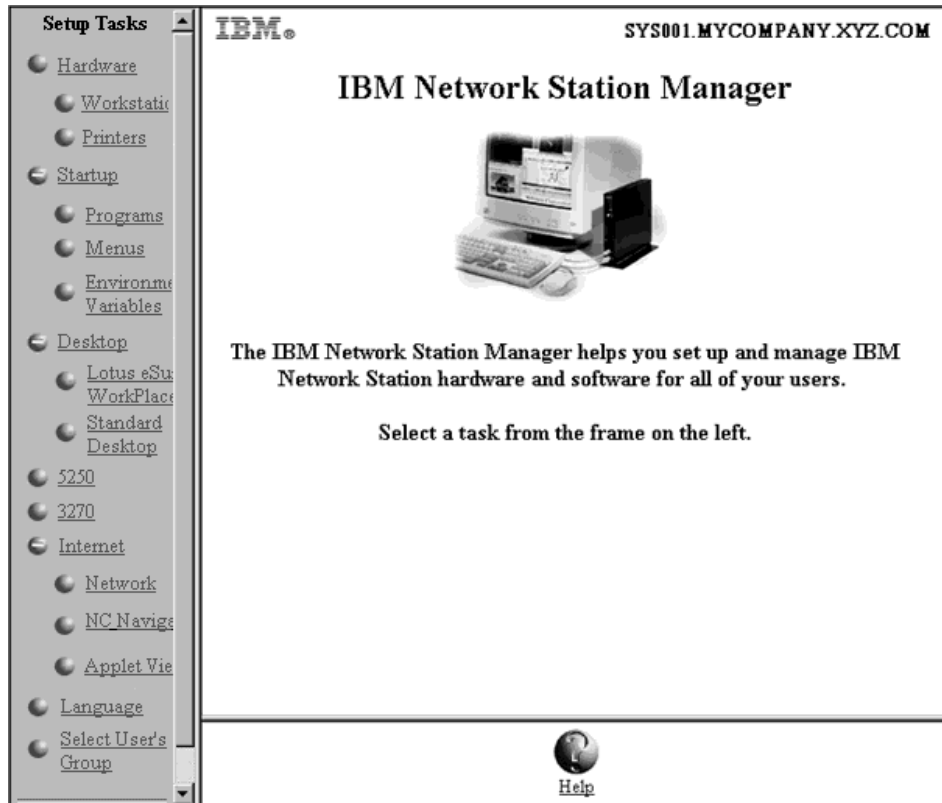 Setup Tasks
Hardware
Workstatio
Printers
Startup
Programs
Menus
Environme
Variables
Desktop
Lotus eSu
WorkPlace
Standard
Desktop
5250
3270
Internet
Network
NC Naviga
Applet Vie
Language
Select User's
Group
IBM®
SYS001.MYCOMPANY.XYZ.COM
IBM Network Station Manager
The IBM Network Station Manager helps you set up and manage IBM
Network Station hardware and software for all of your users.
Select a task from the frame on the left.
Help